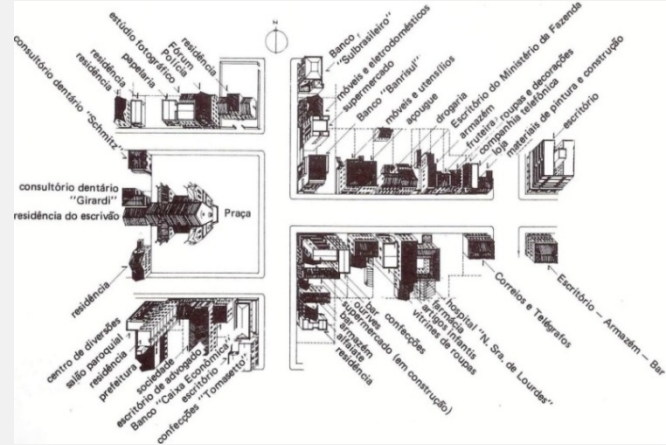 N
consultório dentário "Schmitz"
residência
residência
papelaria
estúdio fotográfico
Fórum
Polícia
residência
Banco "Sulbrasileiro"
móveis e eletrodomésticos
supermercado
Banco "Banrisul"
móveis e utensílios
açougue
drogaria
Escritório do Ministério da Fazenda
armazém
fruteira, roupas e decorações
companhia telefônica
loja
materiais de pintura e construção
escritório
consultório dentário
"Girardi"
residência do escrivão
Praça
residência
centro de diversões
salão paroquial
residência
prefeitura
sociedade
escritório de advogado
Banco "Caixa Econômica"
escritório
confecções "Tomasetto"
residência
alfaiate
armazém
bar
supermercado (em construção)
ourives
bar
confecções
vitrines de roupas
artigos infantis
farmácia
hospital "N. Sra. de Lourdes"
Correios e Telégrafos
Escritório — Armazém — Bar